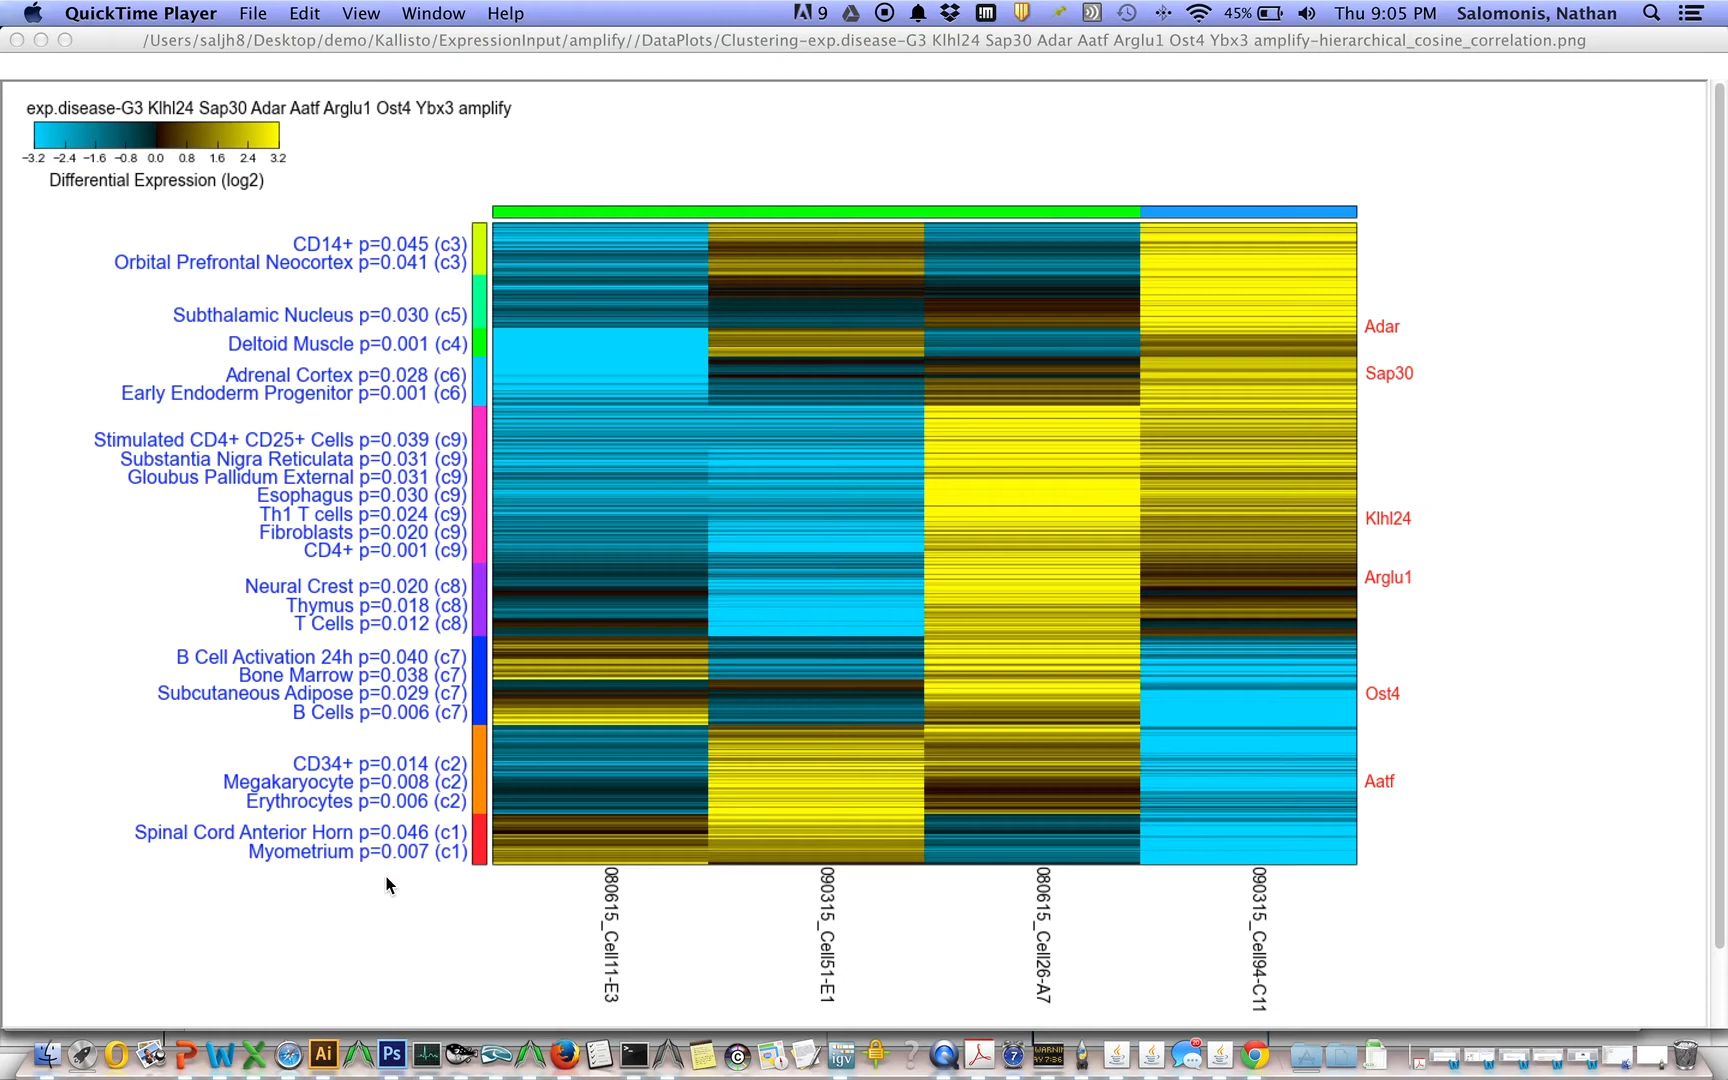 QuickTime Player File Edit View Window Help 9 45% Thu 9:05 PM Salomonis, Nathan
/Users/saljh8/Desktop/demo/Kallisto/ExpressionInput/amplify//DataPlots/Clustering-exp.disease-G3 Klhl24 Sap30 Adar Aatf Arglu1 Ost4 Ybx3 amplify-hierarchical_cosine_correlation.png
exp.disease-G3 Klhl24 Sap30 Adar Aatf Arglu1 Ost4 Ybx3 amplify
−3.2 −2.4 −1.6 −0.8 0.0 0.8 1.6 2.4 3.2
Differential Expression (log2)
CD14+ p=0.045 (c3)
Orbital Prefrontal Neocortex p=0.041 (c3)
Subthalamic Nucleus p=0.030 (c5)
Adar
Deltoid Muscle p=0.001 (c4)
Adrenal Cortex p=0.028 (c6)
Sap30
Early Endoderm Progenitor p=0.001 (c6)
Stimulated CD4+ CD25+ Cells p=0.039 (c9)
Substantia Nigra Reticulata p=0.031 (c9)
Gloubus Pallidum External p=0.031 (c9)
Esophagus p=0.030 (c9)
Th1 T cells p=0.024 (c9)
Klhl24
Fibroblasts p=0.020 (c9)
CD4+ p=0.001 (c9)
Arglu1
Neural Crest p=0.020 (c8)
Thymus p=0.018 (c8)
T Cells p=0.012 (c8)
B Cell Activation 24h p=0.040 (c7)
Bone Marrow p=0.038 (c7)
Subcutaneous Adipose p=0.029 (c7)
Ost4
B Cells p=0.006 (c7)
CD34+ p=0.014 (c2)
Megakaryocyte p=0.008 (c2)
Aatf
Erythrocytes p=0.006 (c2)
Spinal Cord Anterior Horn p=0.046 (c1)
Myometrium p=0.007 (c1)
080615_Cell11-E3
090315_Cell51-E1
080615_Cell26-A7
090315_Cell94-C11
Ai Ps igv